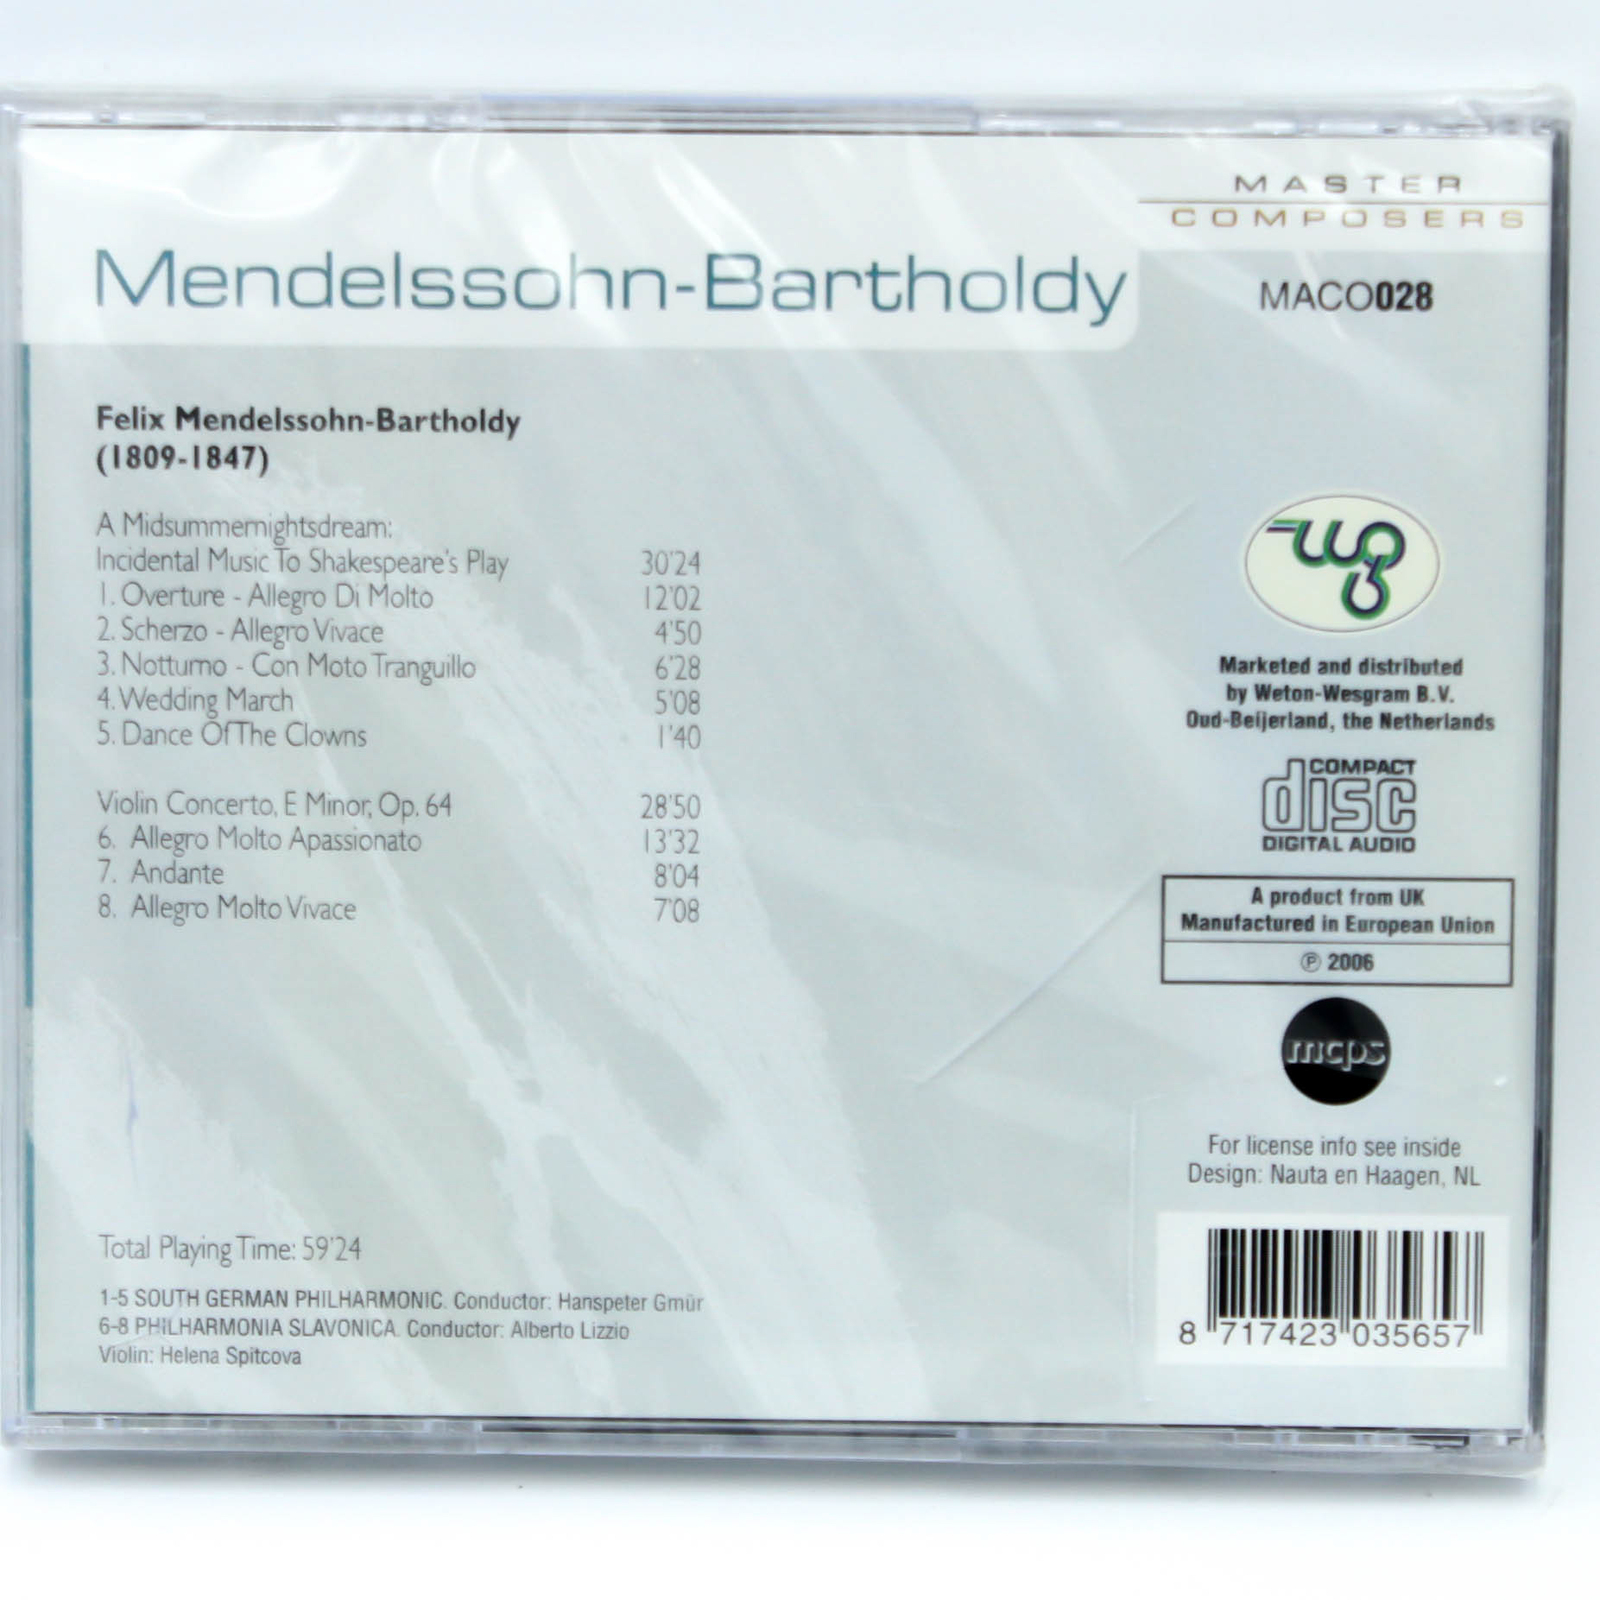 MASTER
COMPOSERS
Mendelssohn-Bartholdy
MACO028
Felix Mendelssohn-Bartholdy
(1809-1847)
A Midsummernightsdream:
Incidental Music To Shakespeare's Play 30'24
1. Overture - Allegro Di Molto 12'02
2. Scherzo - Allegro Vivace 4'50
3. Notturno - Con Moto Tranguillo 6'28
4. Wedding March 5'08
5. Dance Of The Clowns 1'40
Violin Concerto, E Minor, Op. 64 28'50
6. Allegro Molto Apassionato 13'32
7. Andante 8'04
8. Allegro Molto Vivace 7'08
Total Playing Time: 59'24
1-5 SOUTH GERMAN PHILHARMONIC. Conductor: Hanspeter Gmür
6-8 PHILHARMONIA SLAVONICA. Conductor: Alberto Lizzio
Violin: Helena Spitcova
Marketed and distributed
by Weton-Wesgram B.V.
Oud-Beijerland, the Netherlands
COMPACT
disc
DIGITAL AUDIO
A product from UK
Manufactured in European Union
℗ 2006
mcps
For license info see inside
Design: Nauta en Haagen, NL
8 717423 035657